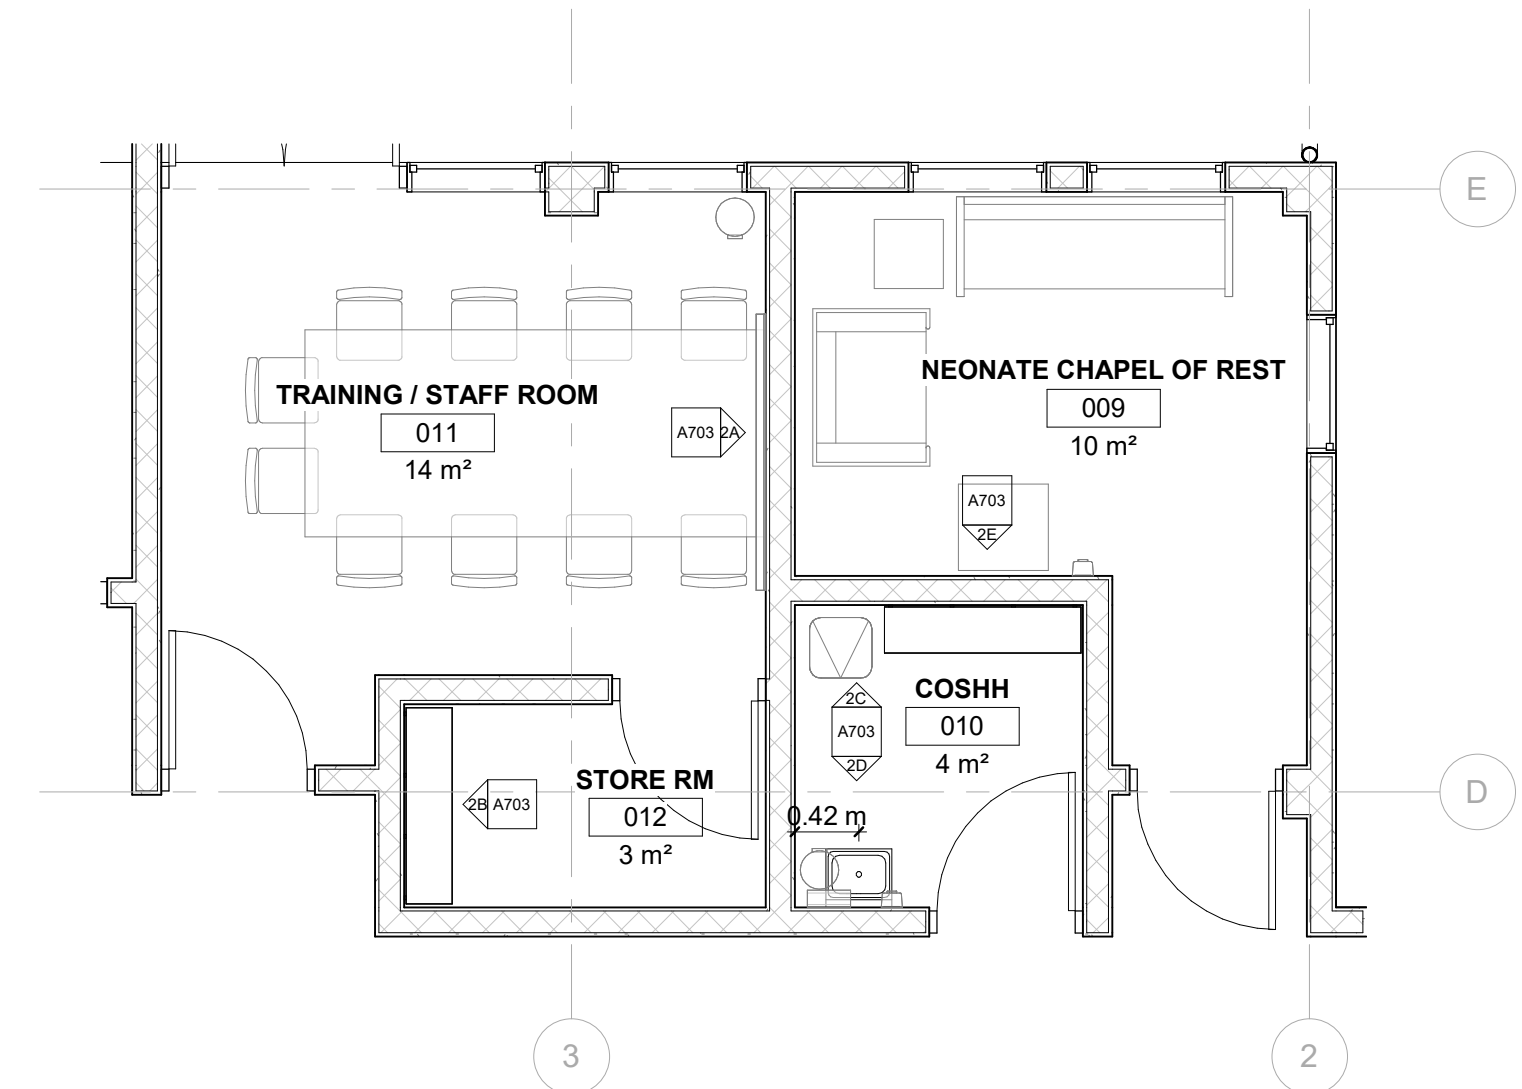 E
TRAINING / STAFF ROOM
011
14 m²
A703 2A
NEONATE CHAPEL OF REST
009
10 m²
A703
2E
COSHH
010
4 m²
2C
A703
2D
STORE RM
012
3 m²
2B A703
0.42 m
D
3
2